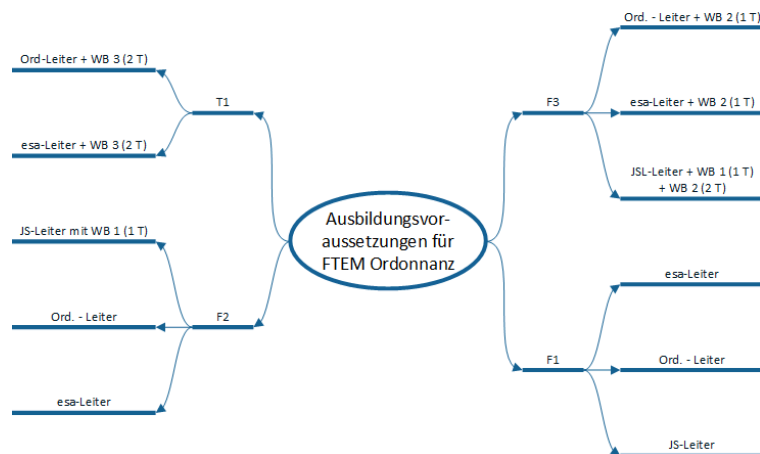 Ord-Leiter + WB 3 (2 T)
T1
esa-Leiter + WB 3 (2 T)
JS-Leiter mit WB 1 (1 T)
Ord. - Leiter
F2
esa-Leiter
Ausbildungsvor-
aussetzungen für
FTEM Ordonnanz
Ord. - Leiter + WB 2 (1 T)
F3
esa-Leiter + WB 2 (1 T)
JSL-Leiter + WB 1 (1 T)
+ WB 2 (2 T)
esa-Leiter
F1
Ord. - Leiter
JS-Leiter